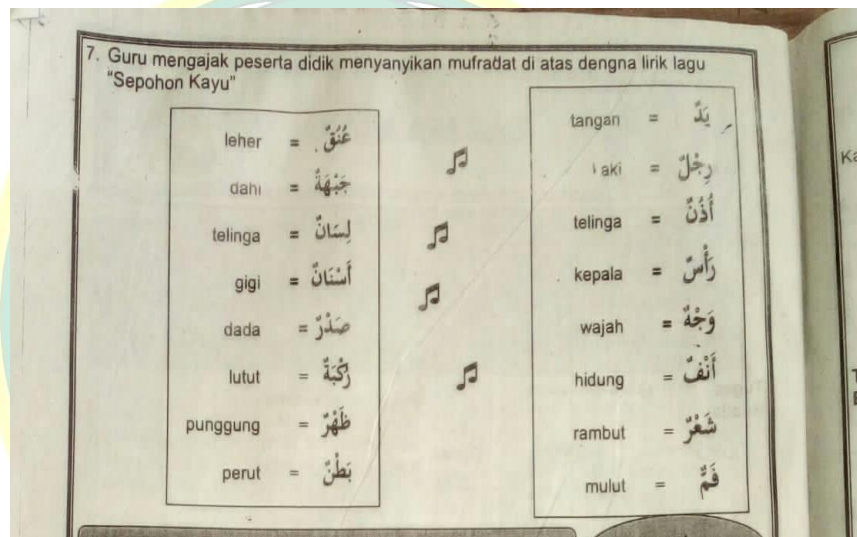 7. Guru mengajak peserta didik menyanyikan mufradat di atas dengna lirik lagu
"Sepohon Kayu"
leher = عُنُقٌ
dahi = جَبْهَةٌ
telinga = لِسَانٌ
gigi = أَسْنَانٌ
dada = صَدْرٌ
lutut = رُكْبَةٌ
punggung = ظَهْرٌ
perut = بَطْنٌ
tangan = يَدٌ
kaki = رِجْلٌ
telinga = أُذُنٌ
kepala = رَأْسٌ
wajah = وَجْهٌ
hidung = أَنْفٌ
rambut = شَعْرٌ
mulut = فَمٌّ